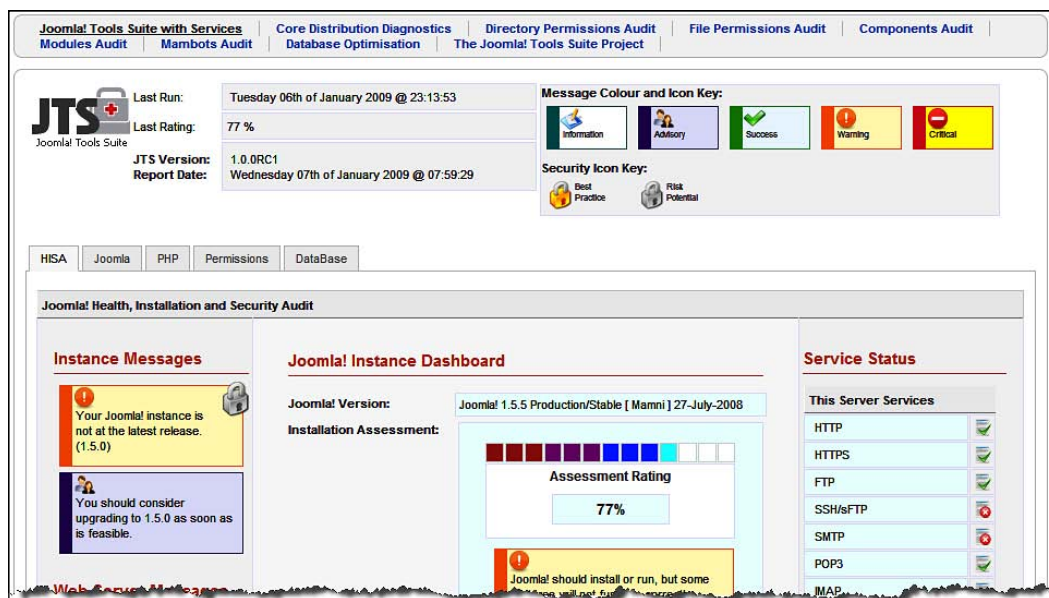 Joomla! Tools Suite with Services | Core Distribution Diagnostics | Directory Permissions Audit | File Permissions Audit | Components Audit |
Modules Audit | Mambots Audit | Database Optimisation | The Joomla! Tools Suite Project |
JTS
Joomla! Tools Suite
Last Run: Tuesday 06th of January 2009 @ 23:13:53
Last Rating: 77 %
JTS Version: 1.0.0RC1
Report Date: Wednesday 07th of January 2009 @ 07:59:29
Message Colour and Icon Key:
Information Advisory Success Warning Critical
Security Icon Key:
Best Practice
Risk Potential
HISA Joomla PHP Permissions DataBase
Joomla! Health, Installation and Security Audit
Instance Messages
Your Joomla! instance is
not at the latest release.
(1.5.0)
You should consider
upgrading to 1.5.0 as soon as
is feasible.
Web Server Messages
Joomla! Instance Dashboard
Joomla! Version: Joomla! 1.5.5 Production/Stable [ Mamni ] 27-July-2008
Installation Assessment:
Assessment Rating
77%
Joomla! should install or run, but some
Service Status
This Server Services
HTTP
HTTPS
FTP
SSH/sFTP
SMTP
POP3
IMAP